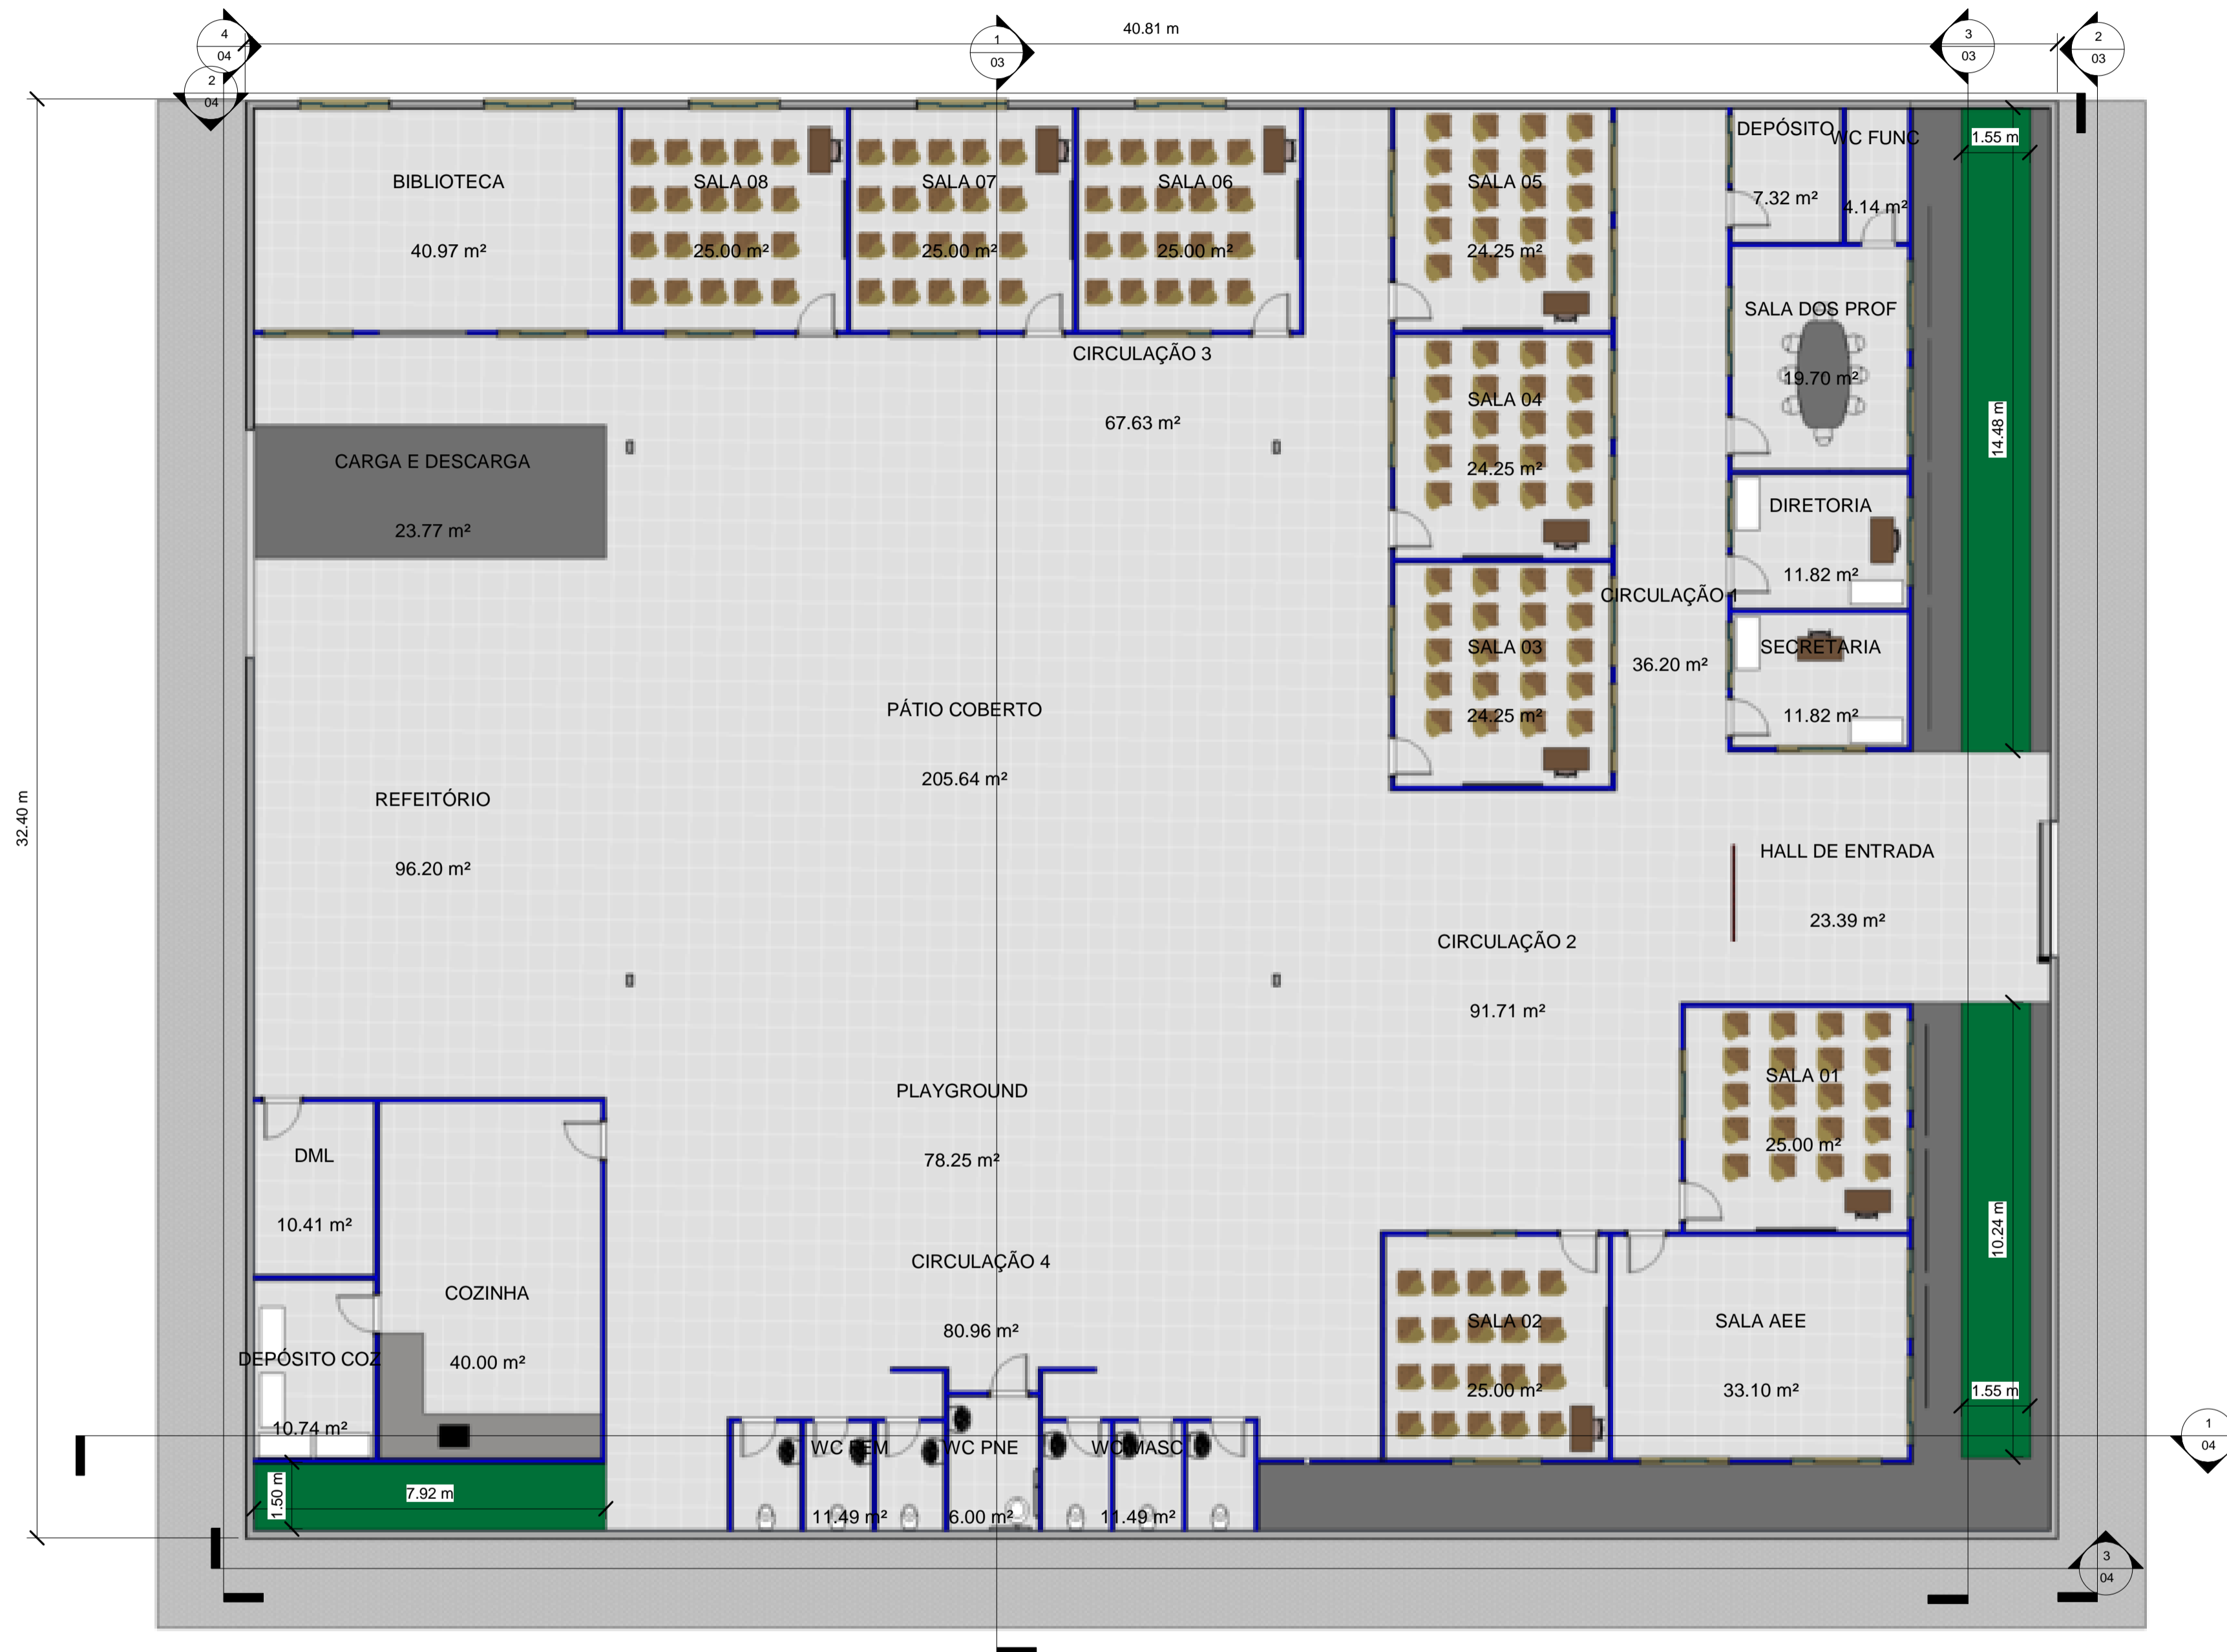 4
04
2
04
1
03
40.81 m
3
03
2
03
BIBLIOTECA
40.97 m²
SALA 08
25.00 m²
SALA 07
25.00 m²
SALA 06
25.00 m²
SALA 05
24.25 m²
DEPÓSITO
7.32 m²
WC FUNC
4.14 m²
1.55 m
SALA DOS PROF
19.70 m²
14.48 m
CIRCULAÇÃO 3
67.63 m²
SALA 04
24.25 m²
CARGA E DESCARGA
23.77 m²
DIRETORIA
11.82 m²
CIRCULAÇÃO 1
36.20 m²
SALA 03
24.25 m²
SECRETARIA
11.82 m²
PÁTIO COBERTO
205.64 m²
32.40 m
REFEITÓRIO
96.20 m²
HALL DE ENTRADA
23.39 m²
CIRCULAÇÃO 2
91.71 m²
PLAYGROUND
78.25 m²
SALA 01
25.00 m²
DML
10.41 m²
10.24 m
CIRCULAÇÃO 4
80.96 m²
COZINHA
40.00 m²
SALA 02
25.00 m²
SALA AEE
33.10 m²
DEPÓSITO COZ
10.74 m²
1.55 m
WC FEM
11.49 m²
WC PNE
6.00 m²
WC MASC
11.49 m²
1.50 m
7.92 m
1
04
3
04